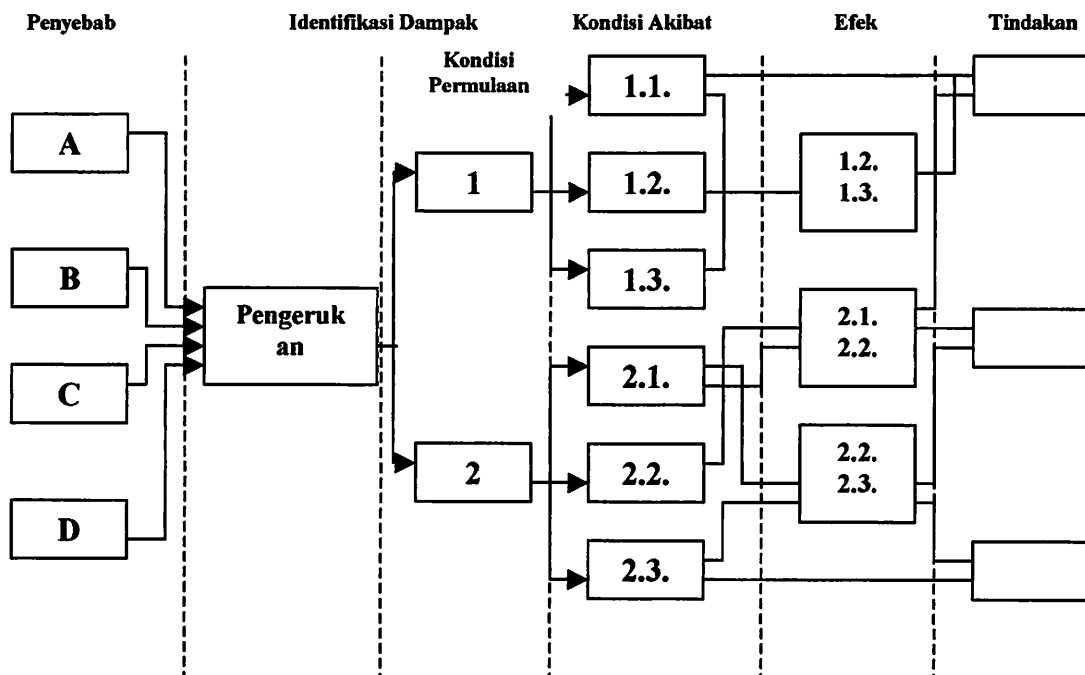 Penyebab
Identifikasi Dampak
Kondisi Akibat
Efek
Tindakan
Kondisi
Permulaan
A
B
C
D
Pengeruk
an
1
2
1.1.
1.2.
1.3.
2.1.
2.2.
2.3.
1.2.
1.3.
2.1.
2.2.
2.2.
2.3.